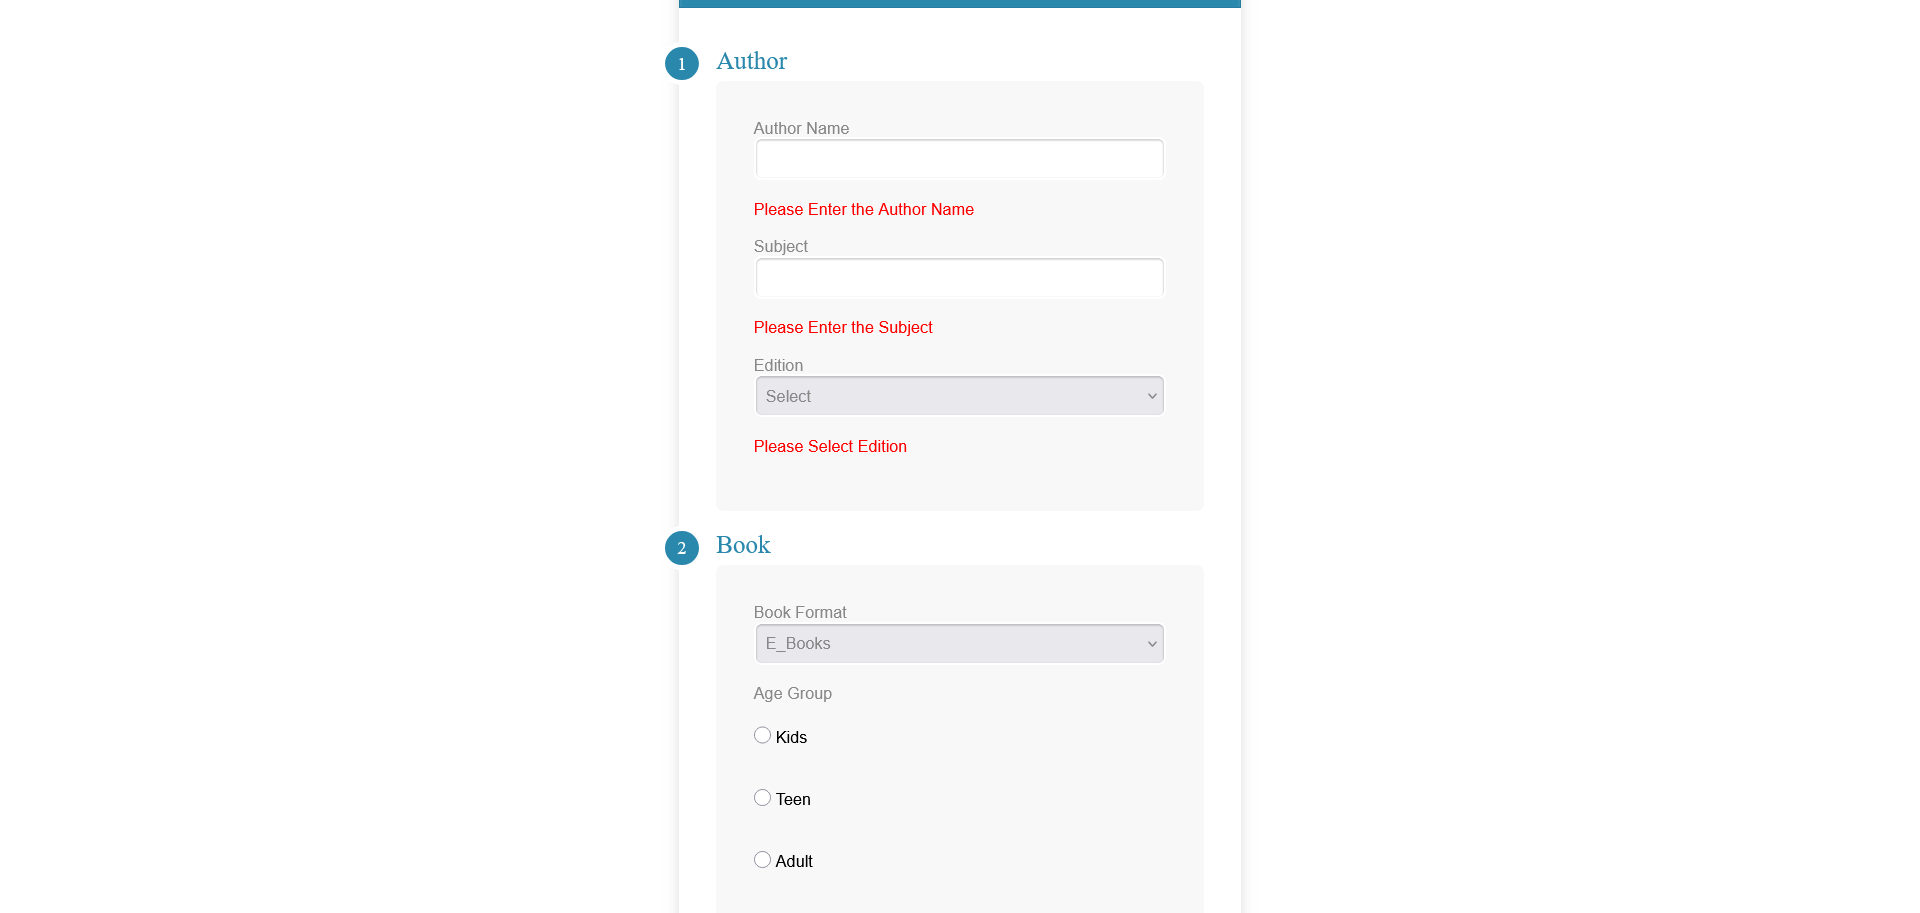 1 Author
Author Name
Please Enter the Author Name
Subject
Please Enter the Subject
Edition
Select
Please Select Edition
2 Book
Book Format
E_Books
Age Group
Kids
Teen
Adult